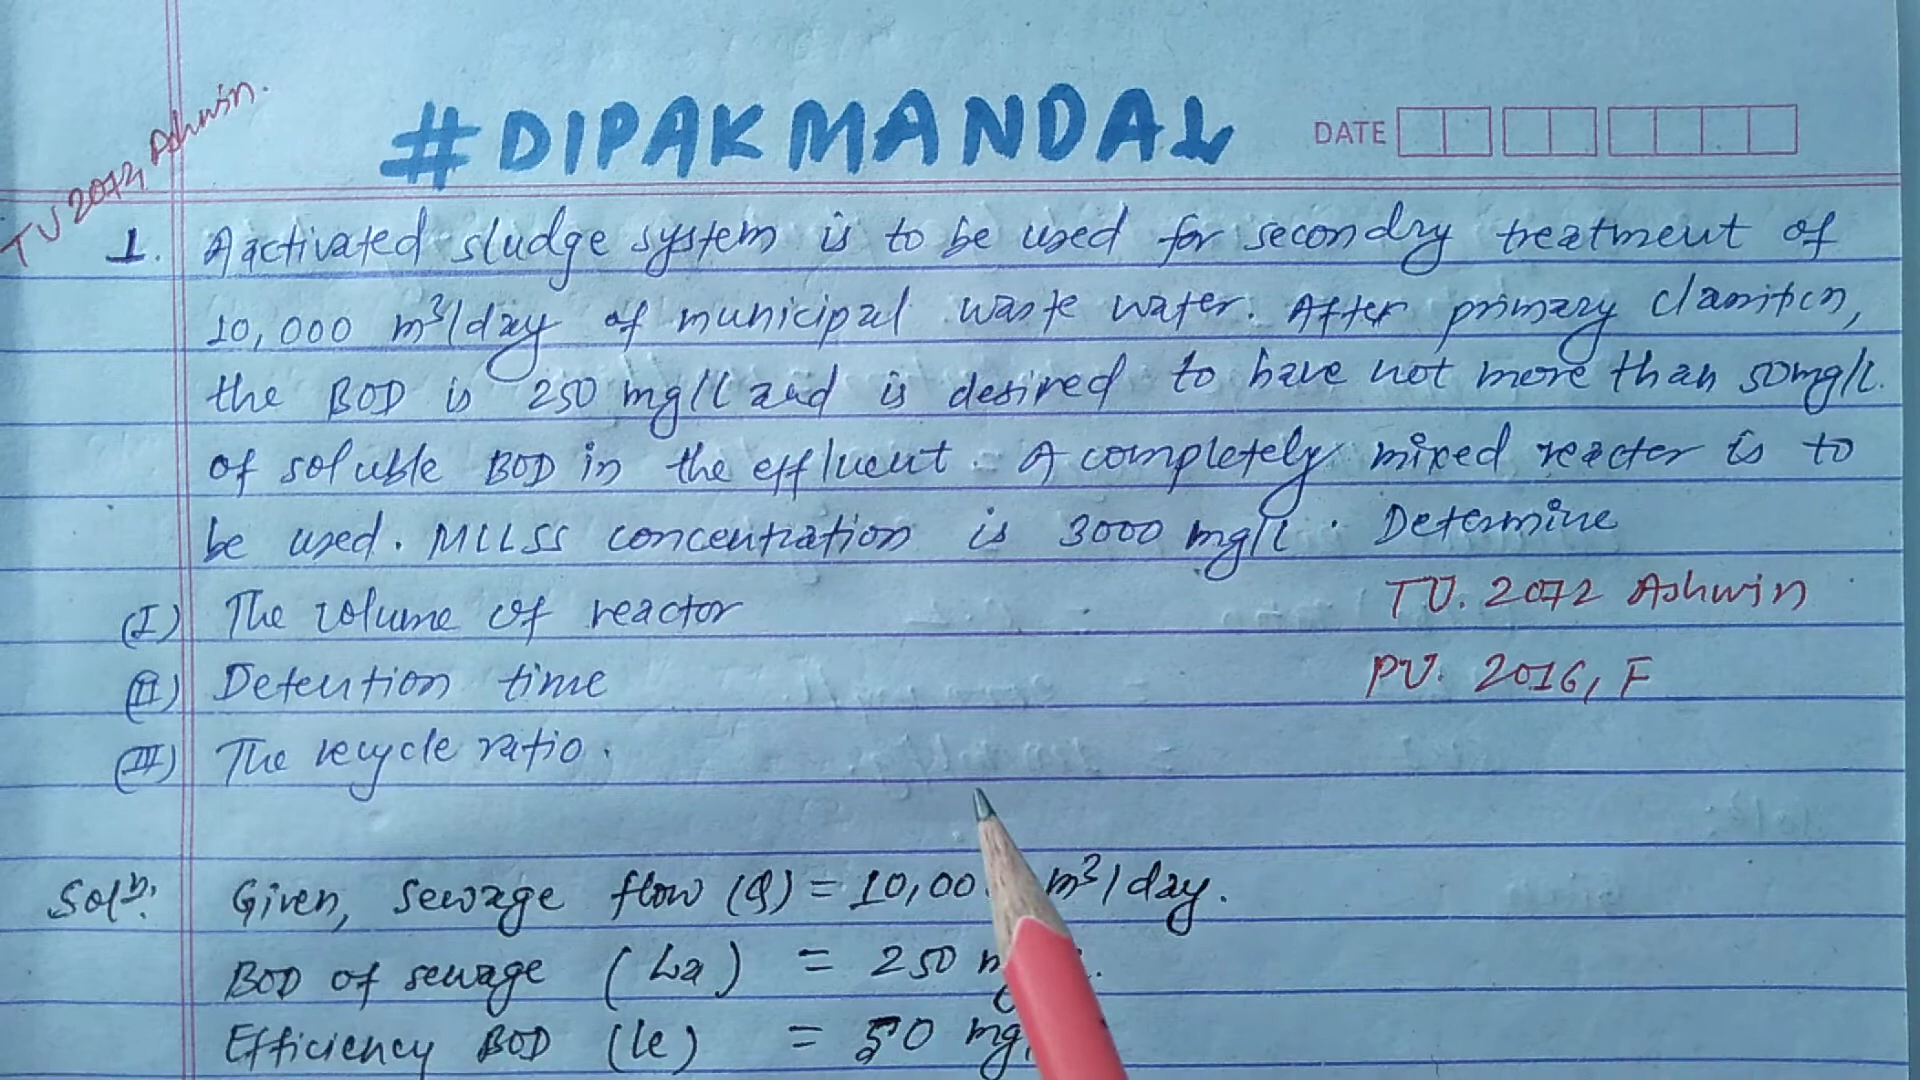 TU 2072 Ashwin.
#DIPAK MANDAL
DATE
1. A activated sludge system is to be used for secondry treatment of
10,000 m³/day of municipal waste water. After primary
the BOD is 250 mg/l and is desired to have not more than 50mg/l.
of soluble BOD in the effluent. A completely mixed reactor is to
be used. MLLSS concentration is 3000 mg/l. Determine
(I) The volume of reactor
TU. 2072 Ashwin
(II) Detention time
PU. 2016, F
(III) The recycle ratio.
Solⁿ: Given, sewage flow (Q) = 10,00 m³/day.
BOD of sewage (La) = 250
Efficiency BOD (le) = 50 mg